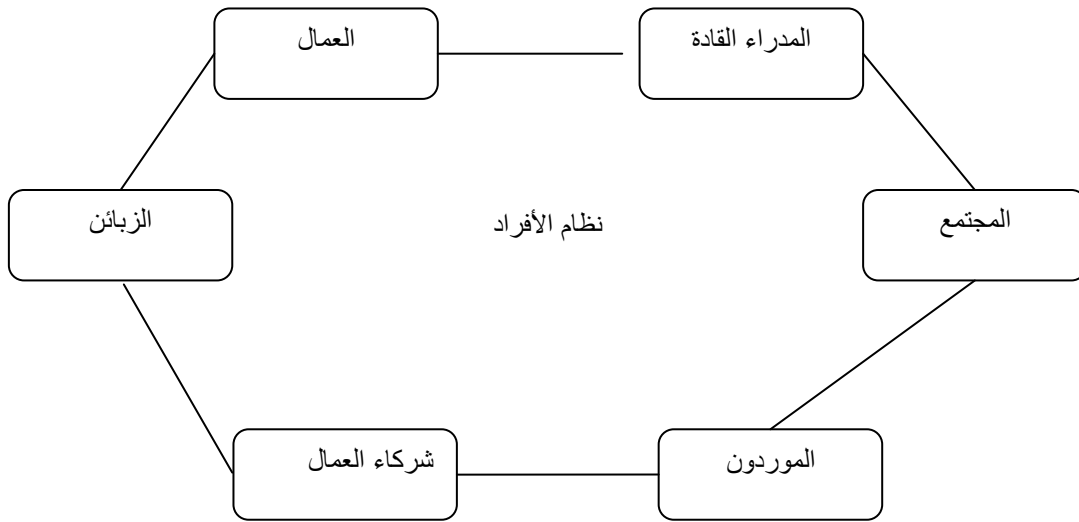 المدراء القادة
العمال
المجتمع
نظام الأفراد
الزبائن
الموردون
شركاء العمال